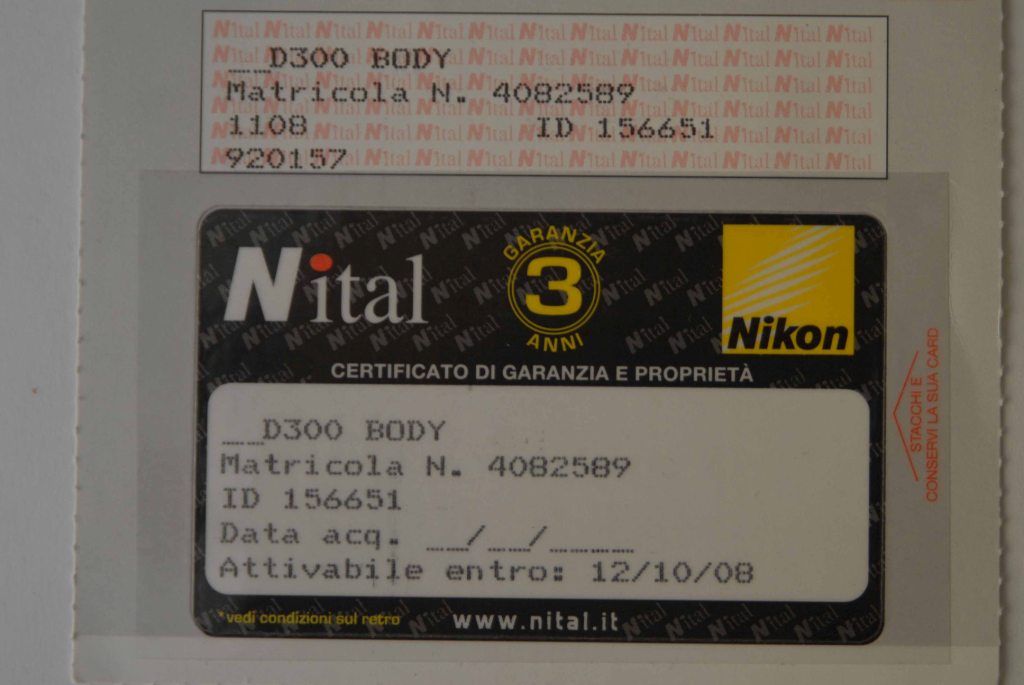 __D300 BODY
Matricola N. 4082589
1108 ID 156651
920157
Nital
GARANZIA
3
ANNI
Nikon
CERTIFICATO DI GARANZIA E PROPRIETÀ
__D300 BODY
Matricola N. 4082589
ID 156651
Data acq. __/__/____
Attivabile entro: 12/10/08
*vedi condizioni sul retro
www.nital.it
STACCHI E
CONSERVI LA SUA CARD